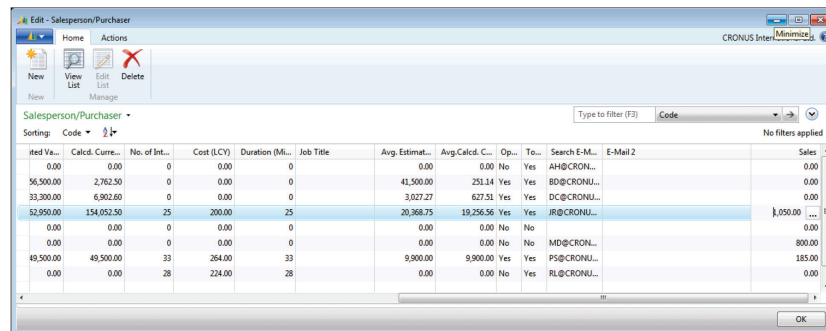 Edit - Salesperson/Purchaser
Home Actions
CRONUS International Ltd.
Minimize
New View List Edit List Delete
New Manage
Salesperson/Purchaser
Type to filter (F3) Code
Sorting: Code
No filters applied
ited Va... Calcd. Curre... No. of Int... Cost (LCY) Duration (Mi... Job Title Avg. Estimat... Avg.Calcd. C... Op... To... Search E-M... E-Mail 2 Sales
0.00 0.00 0 0.00 0 0.00 0.00 No Yes AH@CRON... 0.00
56,500.00 2,762.50 0 0.00 0 41,500.00 251.14 Yes Yes BD@CRONU... 0.00
33,300.00 6,902.60 0 0.00 0 3,027.27 627.51 Yes Yes DC@CRONU... 0.00
52,950.00 154,052.50 25 200.00 25 20,368.75 19,256.56 Yes Yes JR@CRONU... 1,050.00 ...
0.00 0.00 0 0.00 0 0.00 0.00 No No 0.00
0.00 0.00 0 0.00 0 0.00 0.00 No No MD@CRON... 800.00
49,500.00 49,500.00 33 264.00 33 9,900.00 9,900.00 Yes Yes PS@CRONU... 185.00
0.00 0.00 28 224.00 28 0.00 0.00 No Yes RL@CRONU... 0.00
OK